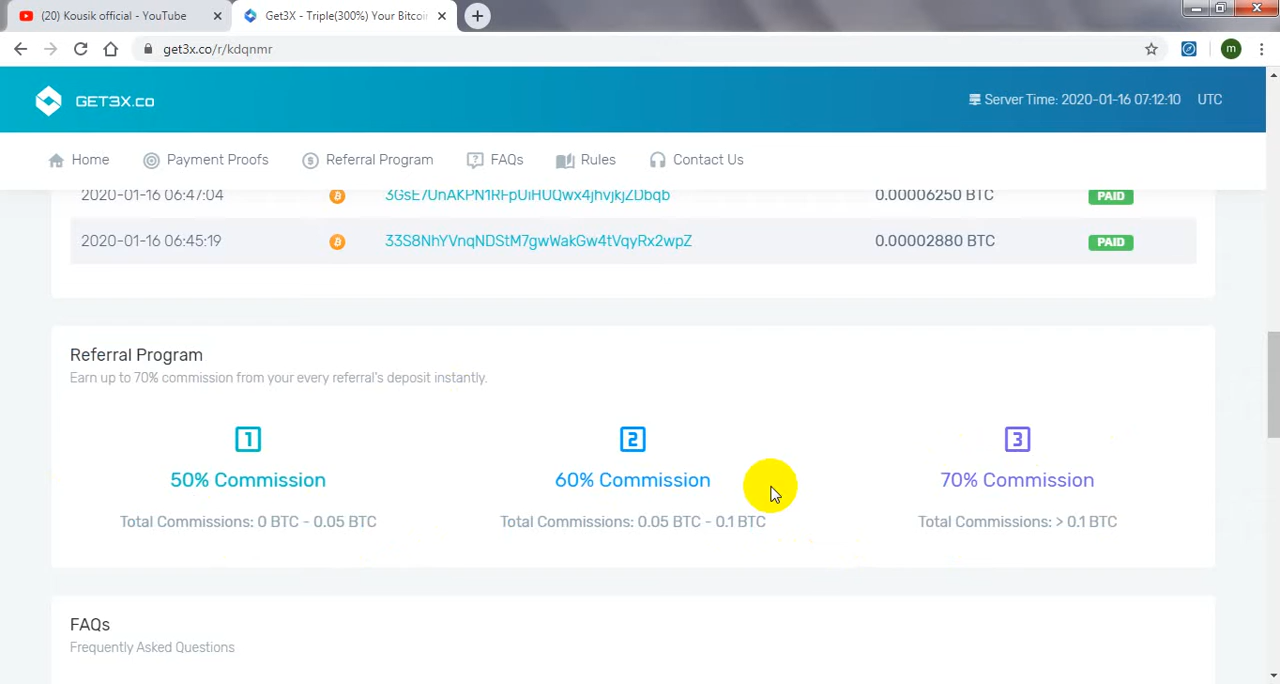 (20) Kousik official - YouTube
Get3X - Triple(300%) Your Bitcoin
get3x.co/r/kdqnmr
m
GET3X.co
Server Time: 2020-01-16 07:12:10 UTC
Home
Payment Proofs
Referral Program
FAQs
Rules
Contact Us
2020-01-16 06:47:04
0.00006250 BTC
PAID
2020-01-16 06:45:19
33S8NhYVnqNDStM7gwWakGw4tVqyRx2wpZ
0.00002880 BTC
PAID
Referral Program
Earn up to 70% commission from your every referral's deposit instantly.
1
2
3
50% Commission
60% Commission
70% Commission
Total Commissions: 0 BTC - 0.05 BTC
Total Commissions: 0.05 BTC - 0.1 BTC
Total Commissions: > 0.1 BTC
FAQs
Frequently Asked Questions